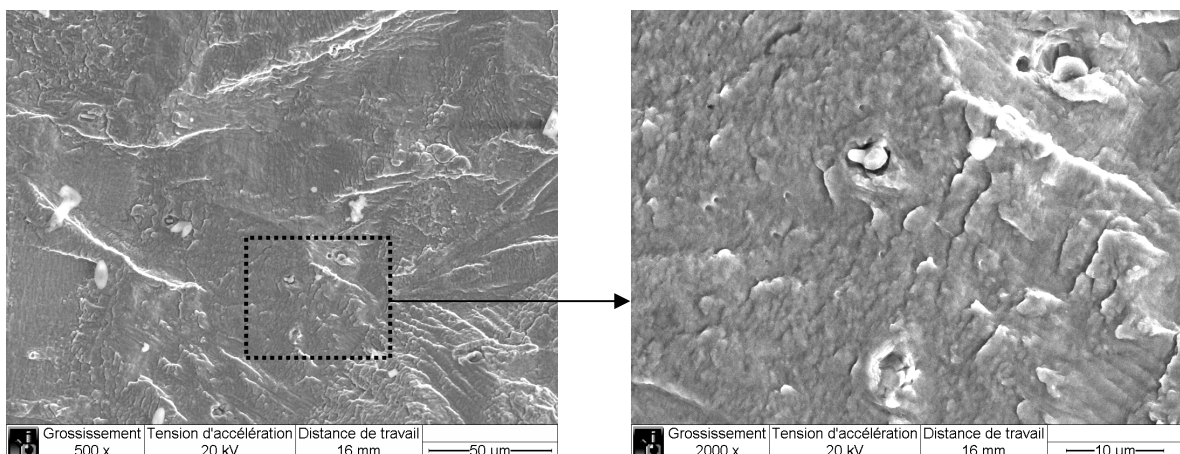 Grossissement Tension d'accélération Distance de travail
500 x 20 kV 16 mm 50 µm
Grossissement Tension d'accélération Distance de travail
2000 x 20 kV 16 mm 10 µm